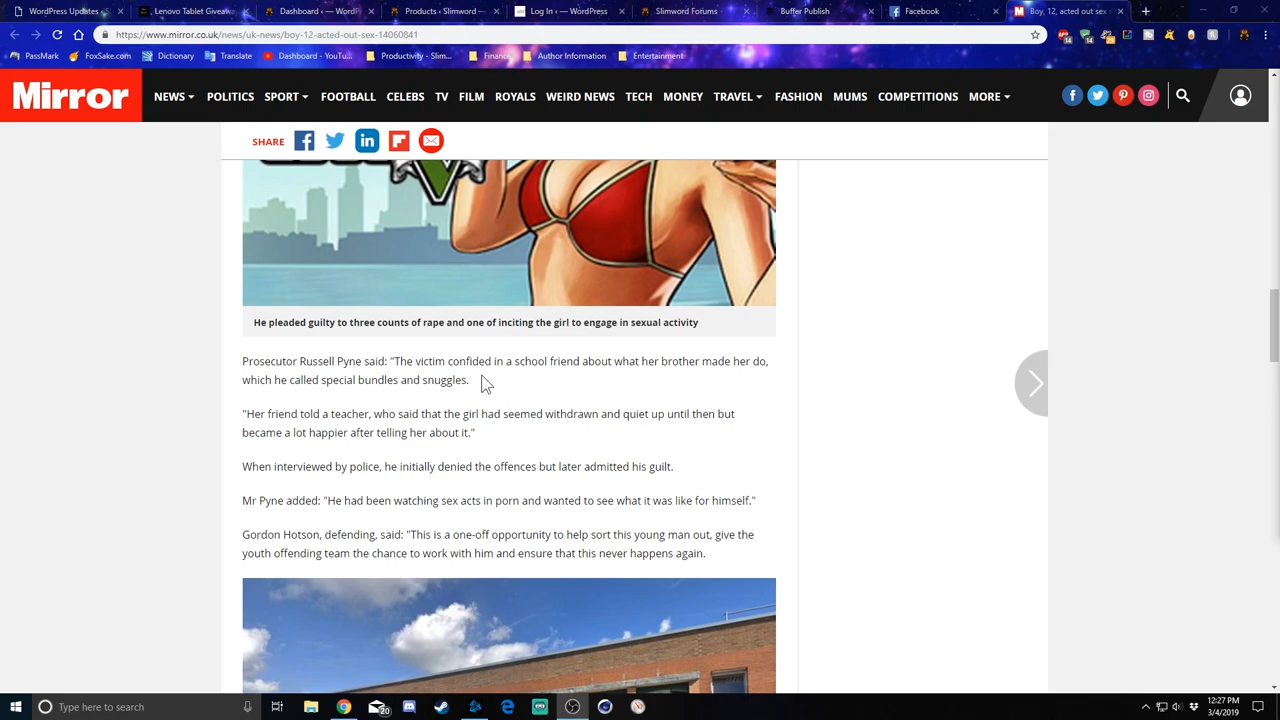 WordPress Updates ‹ S
Lenovo Tablet Giveaw
Dashboard ‹ Pr
Products ‹ Slimword —
Log In ‹ — WordPress
Slimword Forums
Buffer Publish
Facebook
Boy, 12, acted out sex
https://www.mirror.co.uk/news/uk-news/boy-12-acted-out-sex-14060841
PassMark
FoxSake.com
Dictionary
Translate
Dashboard - YouTu...
Productivity - Slim...
Finance
Author Information
Entertainment
Mirror
NEWS POLITICS SPORT FOOTBALL CELEBS TV FILM ROYALS WEIRD NEWS TECH MONEY TRAVEL FASHION MUMS COMPETITIONS MORE
SHARE
He pleaded guilty to three counts of rape and one of inciting the girl to engage in sexual activity
Prosecutor Russell Pyne said: "The victim confided in a school friend about what her brother made her do,
which he called special bundles and snuggles.
"Her friend told a teacher, who said that the girl had seemed withdrawn and quiet up until then but
became a lot happier after telling her about it."
When interviewed by police, he initially denied the offences but later admitted his guilt.
Mr Pyne added: "He had been watching sex acts in porn and wanted to see what it was like for himself."
Gordon Hotson, defending, said: "This is a one-off opportunity to help sort this young man out, give the
youth offending team the chance to work with him and ensure that this never happens again.
Type here to search
20
12:27 PM
3/4/2019